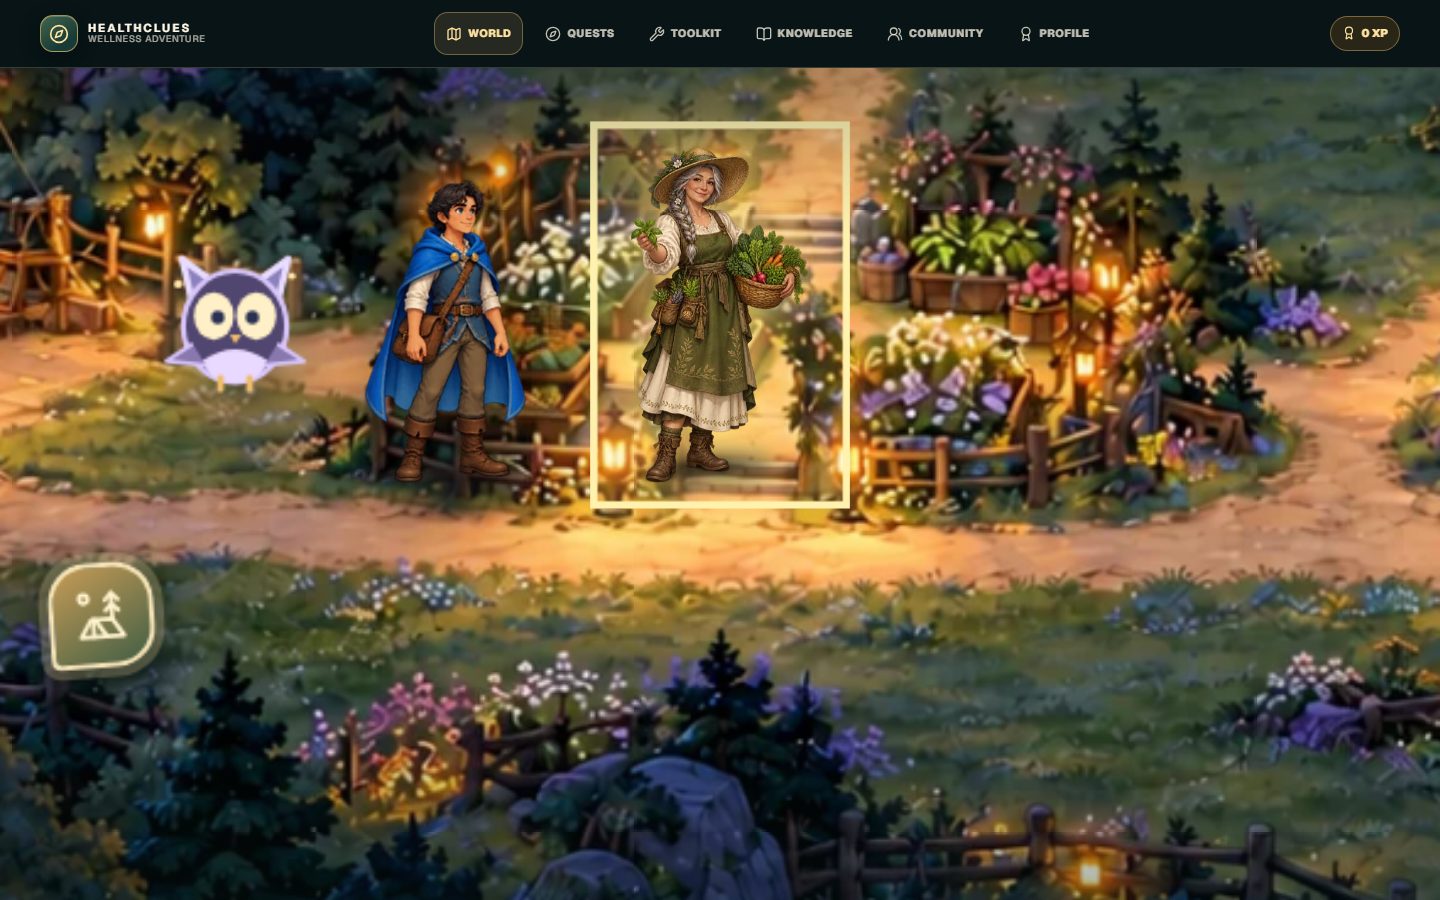 HEALTHCLUES
WELLNESS ADVENTURE
WORLD
QUESTS
TOOLKIT
KNOWLEDGE
COMMUNITY
PROFILE
0 XP